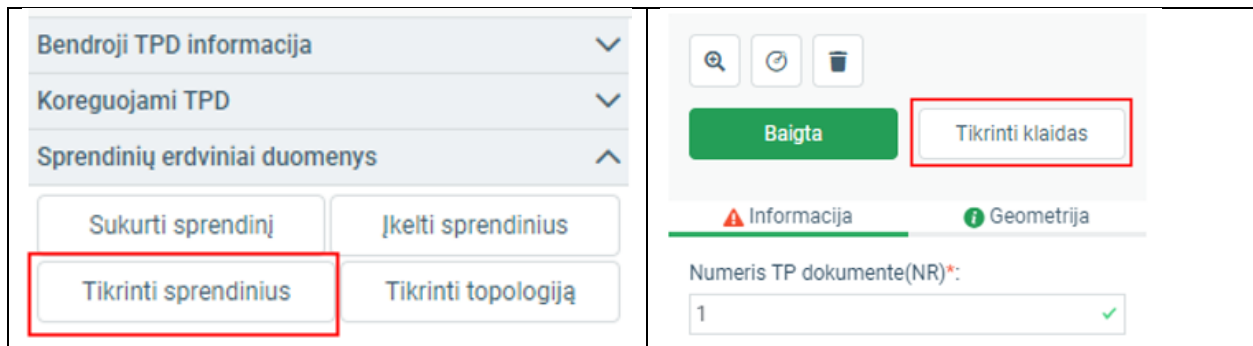 Bendroji TPD informacija
Koreguojami TPD
Sprendinių erdviniai duomenys
Sukurti sprendinį
Įkelti sprendinius
Tikrinti sprendinius
Tikrinti topologiją
Baigta
Tikrinti klaidas
Informacija
Geometrija
Numeris TP dokumente(NR)*:
1